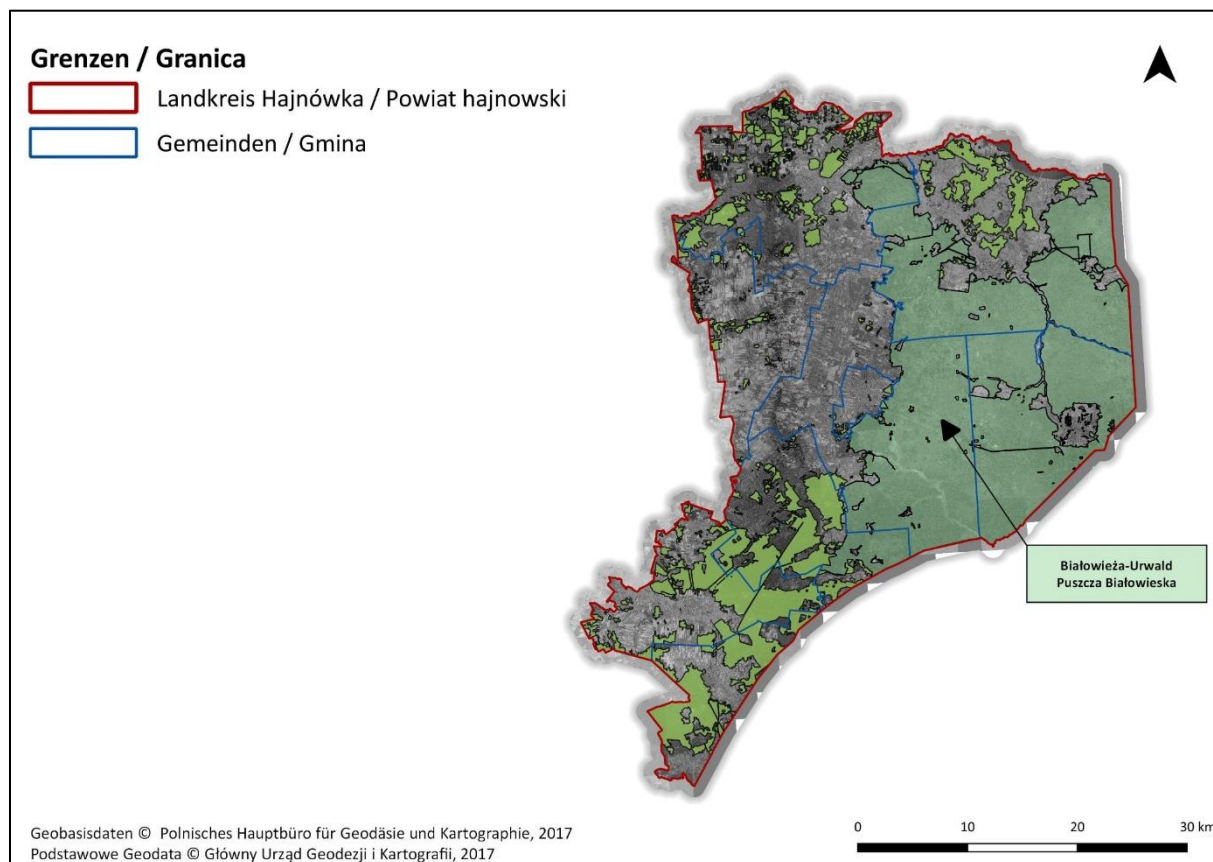 Grenzen / Granica
Landkreis Hajnówka / Powiat hajnowski
Gemeinden / Gmina
Białowieża-Urwald
Puszcza Białowieska
Geobasisdaten © Polnisches Hauptbüro für Geodäsie und Kartographie, 2017
Podstawowe Geodata © Główny Urząd Geodezji i Kartografii, 2017
0 10 20 30 km